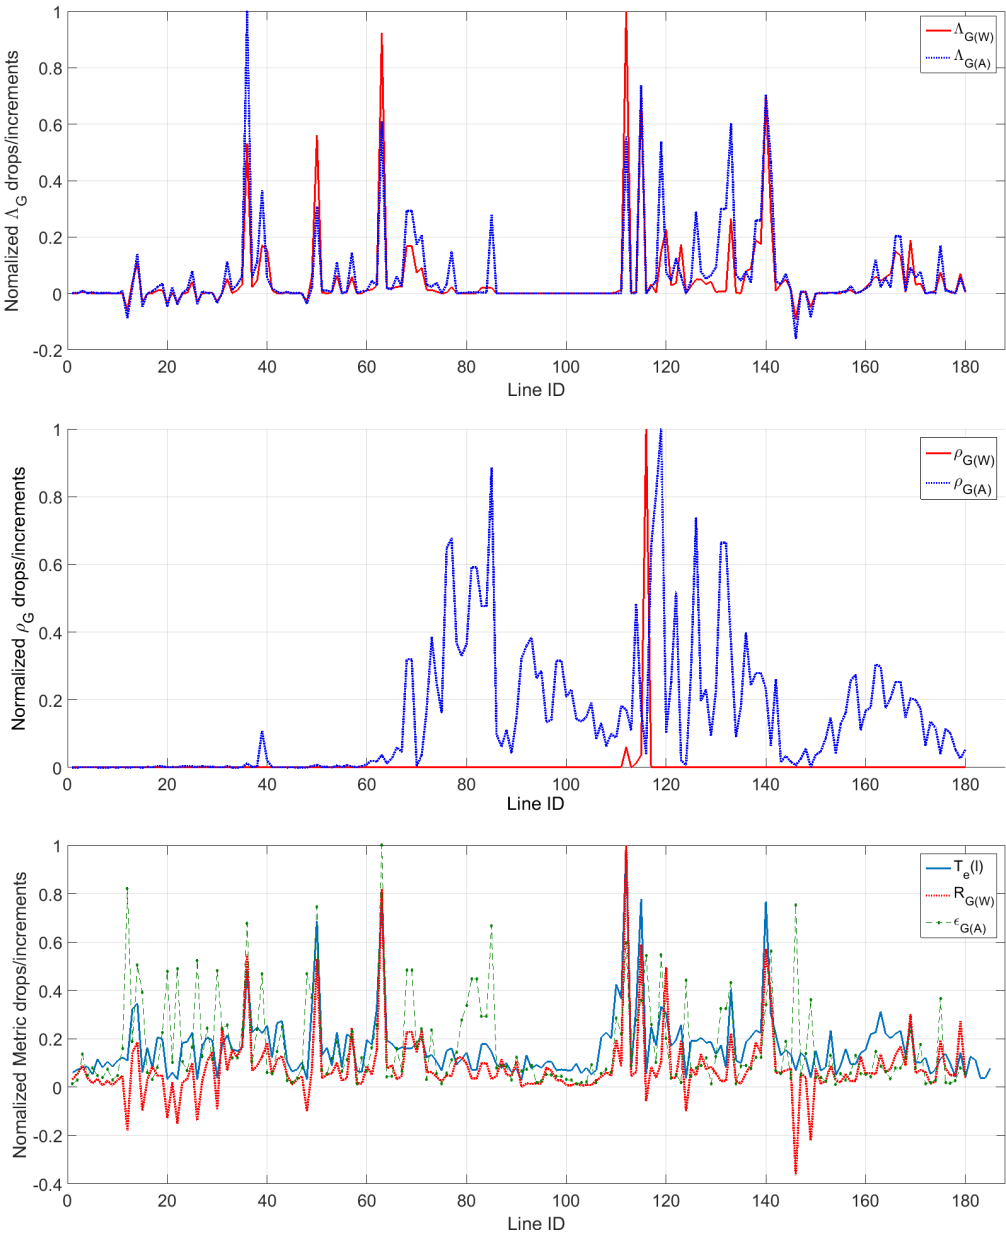 Nomalized Λ_G drops/increments
1
0.8
0.6
0.4
0.2
0
-0.2
0 20 40 60 80 100 120 140 160 180
Line ID
Λ_G(W)
Λ_G(A)
Normalized ρ_G drops/increments
1
0.8
0.6
0.4
0.2
0
0 20 40 60 80 100 120 140 160 180
Line ID
ρ_G(W)
ρ_G(A)
Nomalized Metric drops/increments
1
0.8
0.6
0.4
0.2
0
-0.2
-0.4
0 20 40 60 80 100 120 140 160 180
Line ID
T_e(l)
R_G(W)
ϵ_G(A)